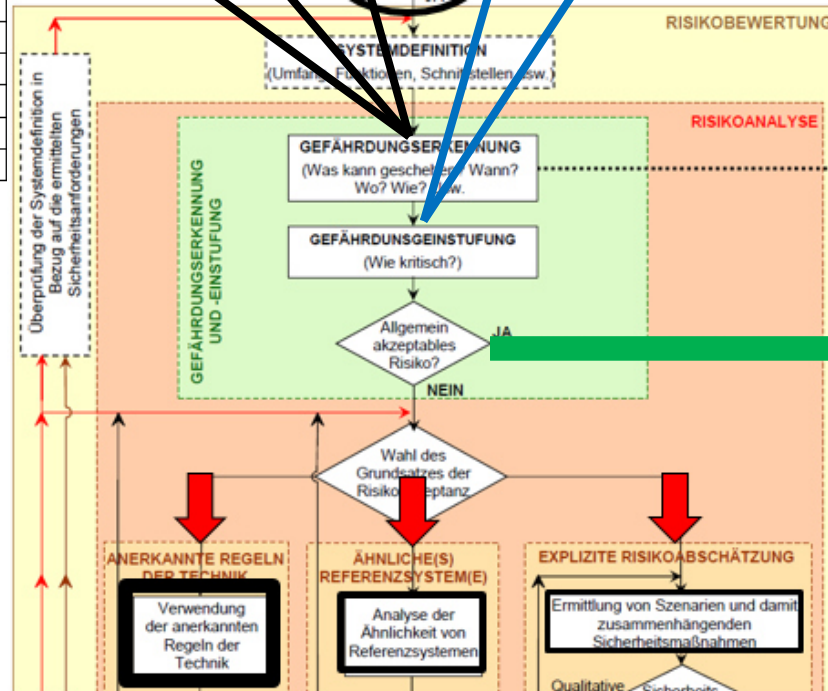 RISIKOBEWERTUNG
SYSTEMDEFINITION
(Umfang, Funktionen, Schnittstellen usw.)
Überprüfung der Systemdefinition in
Bezug auf die ermittelten
Sicherheitsanforderungen
RISIKOANALYSE
GEFÄHRDUNGSERKENNUNG
UND -EINSTUFUNG
GEFÄHRDUNGSERKENNUNG
(Was kann geschehen? Wann?
Wo? Wie? usw.
GEFÄHRDUNSGEINSTUFUNG
(Wie kritisch?)
Allgemein
akzeptables
Risiko?
JA
NEIN
Wahl des
Grundsatzes der
Risikoakzeptanz
ANERKANNTE REGELN
DER TECHNIK
ÄHNLICHE(S)
REFERENZSYSTEM(E)
EXPLIZITE RISIKOABSCHÄTZUNG
Verwendung
der anerkannten
Regeln der
Technik
Analyse der
Ähnlichkeit von
Referenzsystemen
Ermittlung von Szenarien und damit
zusammenhängenden
Sicherheitsmaßnahmen
Qualitative
Sicherheits-